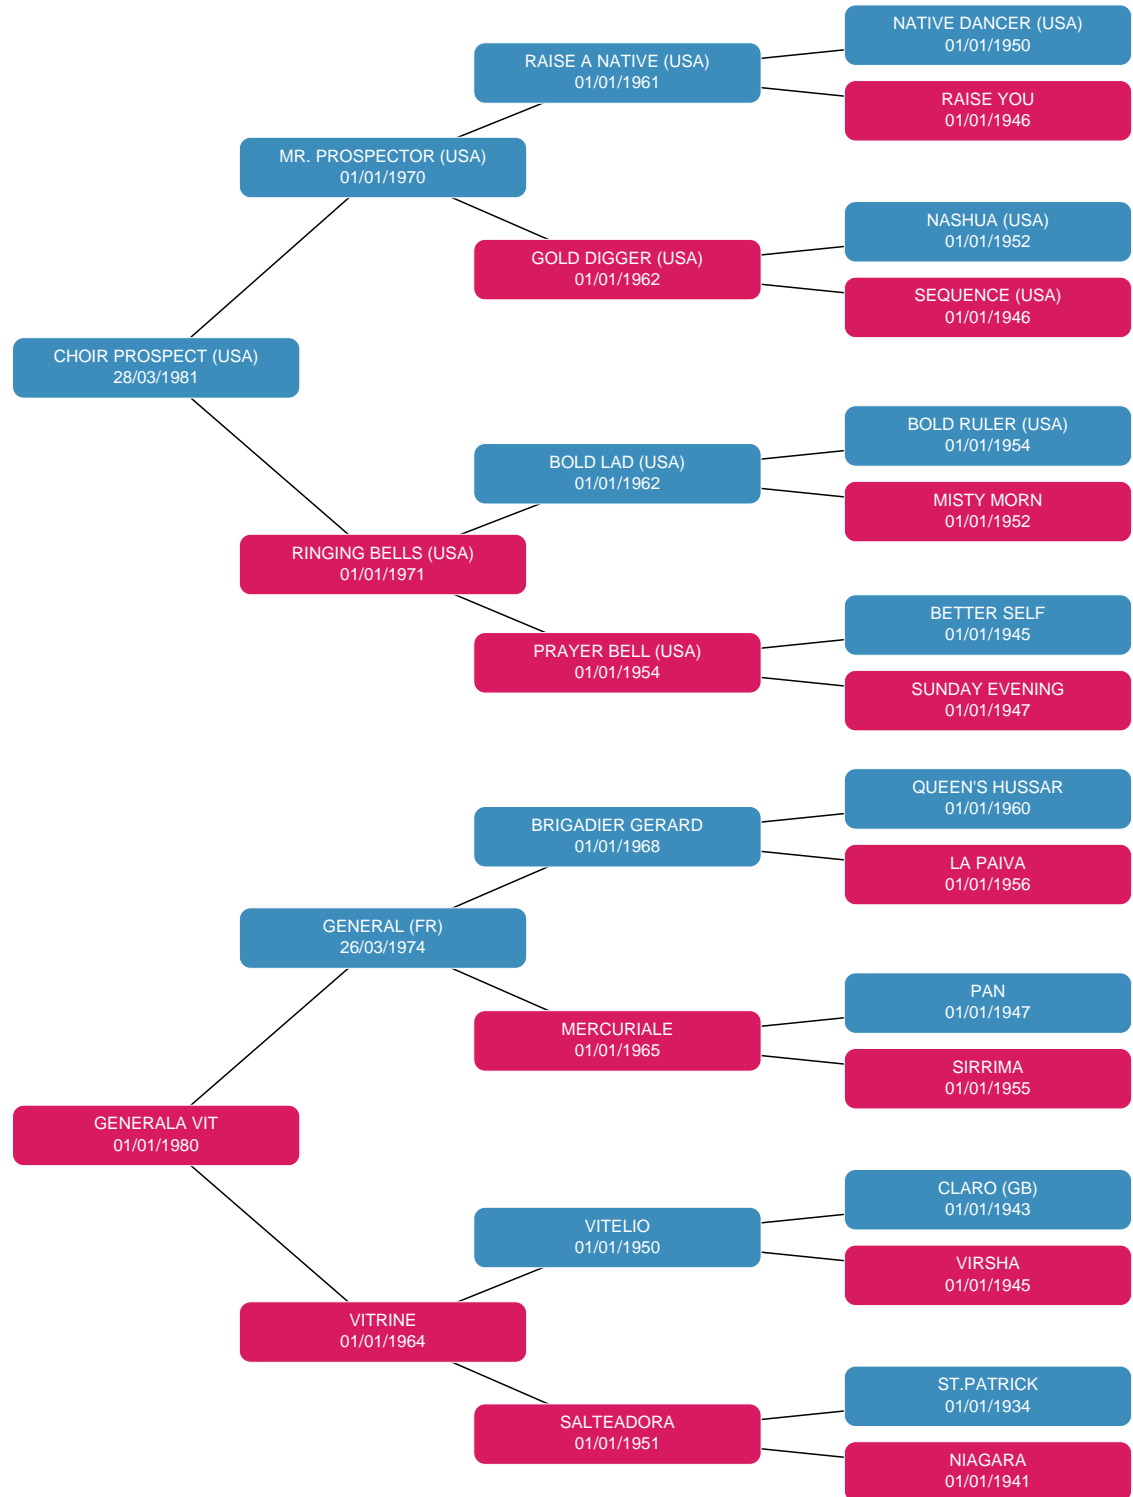 NATIVE DANCER (USA)
01/01/1950
RAISE A NATIVE (USA)
01/01/1961
RAISE YOU
01/01/1946
MR. PROSPECTOR (USA)
01/01/1970
NASHUA (USA)
01/01/1952
GOLD DIGGER (USA)
01/01/1962
SEQUENCE (USA)
01/01/1946
CHOIR PROSPECT (USA)
28/03/1981
BOLD RULER (USA)
01/01/1954
BOLD LAD (USA)
01/01/1962
MISTY MORN
01/01/1952
RINGING BELLS (USA)
01/01/1971
BETTER SELF
01/01/1945
PRAYER BELL (USA)
01/01/1954
SUNDAY EVENING
01/01/1947
QUEEN'S HUSSAR
01/01/1960
BRIGADIER GERARD
01/01/1968
LA PAIVA
01/01/1956
GENERAL (FR)
26/03/1974
PAN
01/01/1947
MERCURIALE
01/01/1965
SIRRIMA
01/01/1955
GENERALA VIT
01/01/1980
CLARO (GB)
01/01/1943
VITELIO
01/01/1950
VIRSHA
01/01/1945
VITRINE
01/01/1964
ST.PATRICK
01/01/1934
SALTEADORA
01/01/1951
NIAGARA
01/01/1941